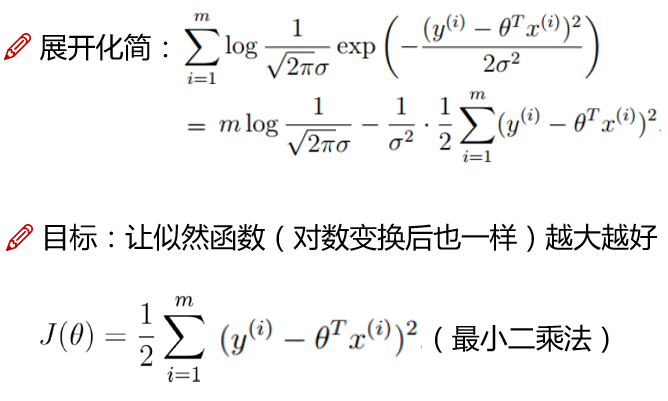 展开化简：$\sum_{i=1}^{m} \log \frac{1}{\sqrt{2\pi}\sigma} \exp\left(-\frac{(y^{(i)} - \theta^T x^{(i)})^2}{2\sigma^2}\right)$
$= m \log \frac{1}{\sqrt{2\pi}\sigma} - \frac{1}{\sigma^2} \cdot \frac{1}{2} \sum_{i=1}^{m} (y^{(i)} - \theta^T x^{(i)})^2.$
目标：让似然函数（对数变换后也一样）越大越好
$J(\theta) = \frac{1}{2} \sum_{i=1}^{m} (y^{(i)} - \theta^T x^{(i)})^2.$（最小二乘法）